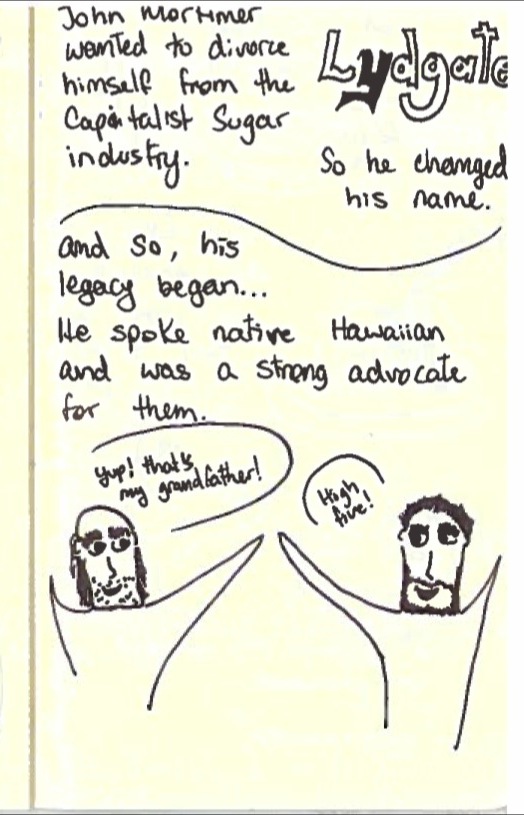 John Mortimer
wanted to divorce
himself from the
Capitalist Sugar
industry.
Lydgate
So he changed
his name.
and so, his
legacy began...
He spoke native Hawaiian
and was a strong advocate
for them.
yup! that's
my grandfather!
High
five!